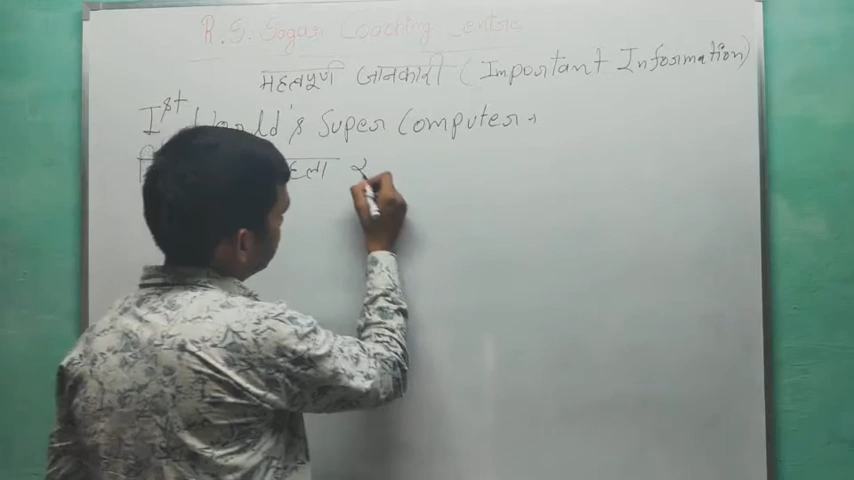 R.S. Sagar Coaching Centre
महत्वपूर्ण जानकारी (Important Information)
Ist World's Super Computer.